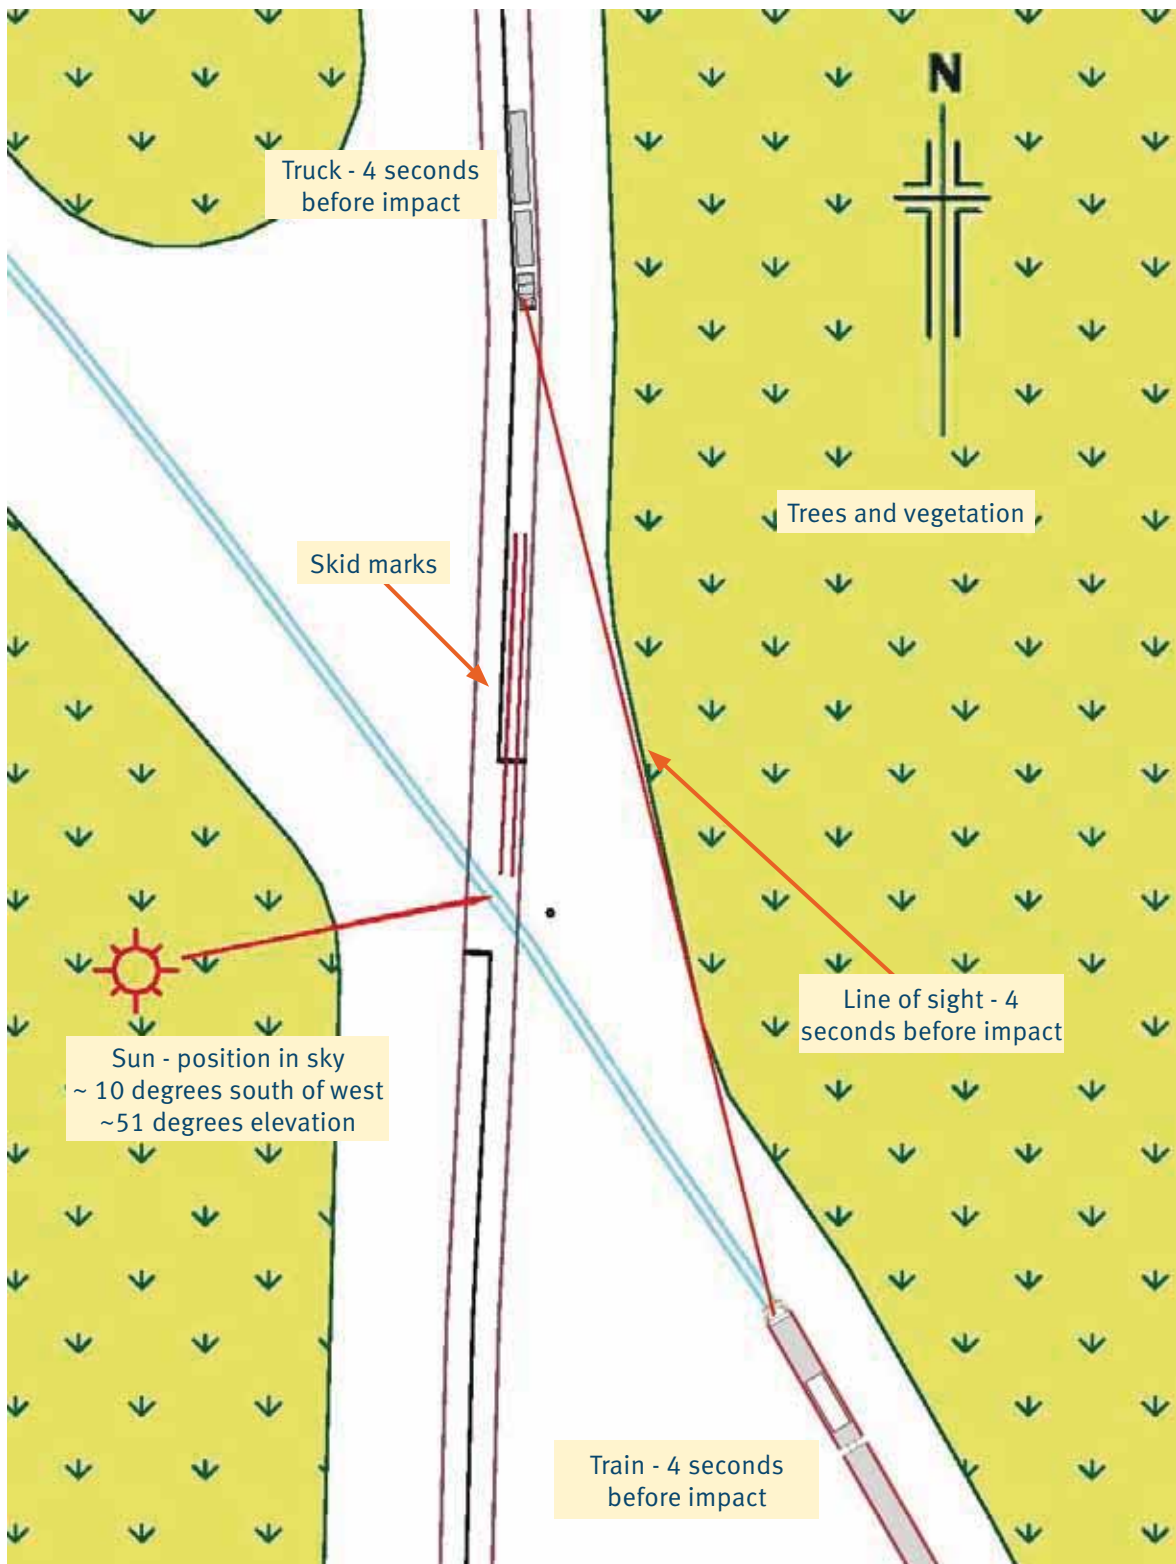 N
Truck - 4 seconds
before impact
Trees and vegetation
Skid marks
Line of sight - 4
seconds before impact
Sun - position in sky
~ 10 degrees south of west
~51 degrees elevation
Train - 4 seconds
before impact